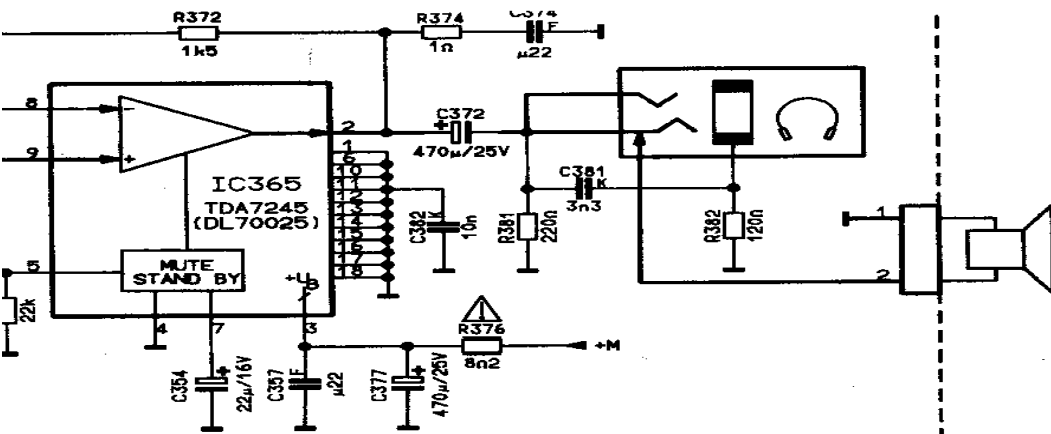 R372
1k5
R374
1Ω
C374
F
µ22
8
9
−
+
2
+
C372
470µ/25V
1
6
10
11
12
13
14
15
16
17
18
IC365
TDA7245
(DL70025)
C382
K
10n
R381
220Ω
C381
K
3n3
R382
120Ω
1
2
5
MUTE
STAND BY
+UB
22k
4
7
3
R376
8Ω2
+M
C354
+
22µ/16V
C357
F
µ22
C377
+
470µ/25V